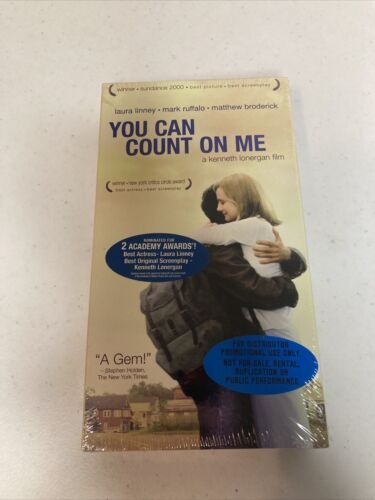 winner • sundance 2000 • best picture • best screenplay
laura linney • mark ruffalo • matthew broderick
YOU CAN
COUNT ON ME
a kenneth lonergan film
winner • new york critics circle award
best actress • best screenplay
NOMINATED FOR
2 ACADEMY AWARDS®!
Best Actress- Laura Linney
Best Original Screenplay -
Kenneth Lonergan
"A Gem!"
–Stephen Holden,
The New York Times
FOR DISTRIBUTOR
PROMOTIONAL USE ONLY.
NOT FOR SALE, RENTAL,
DUPLICATION OR
PUBLIC PERFORMANCE.